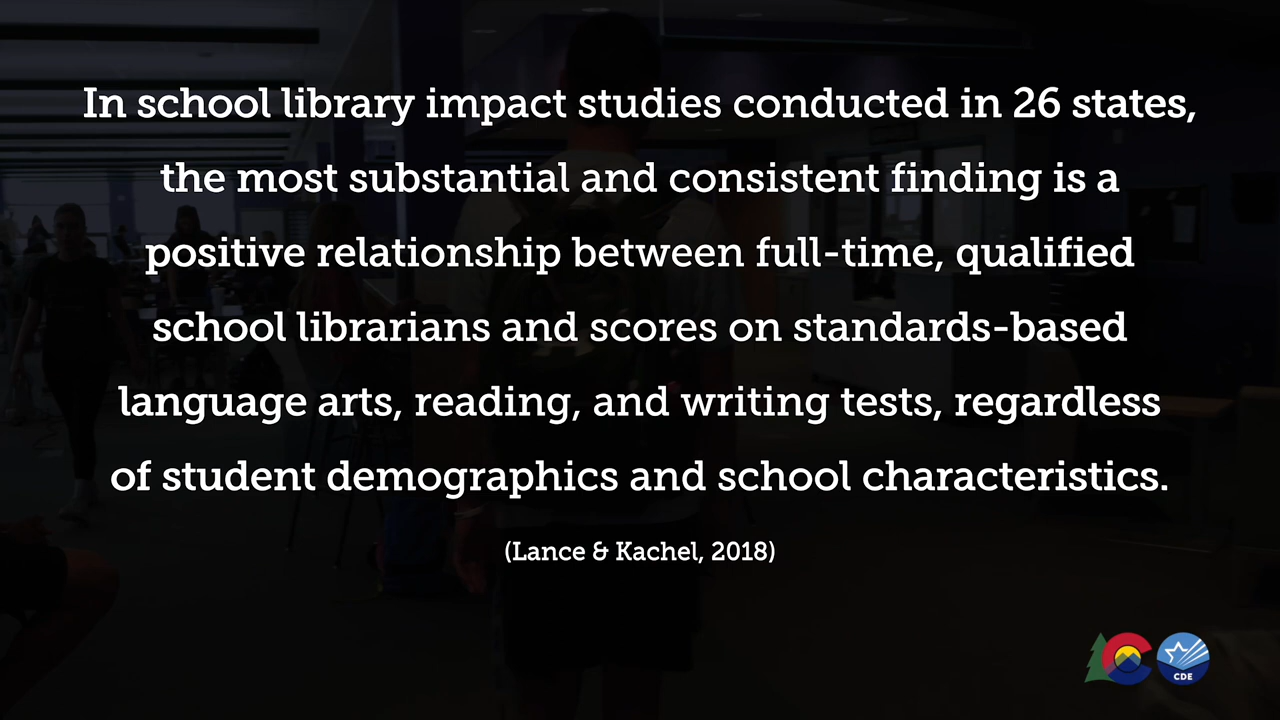 In school library impact studies conducted in 26 states,
the most substantial and consistent finding is a
positive relationship between full-time, qualified
school librarians and scores on standards-based
language arts, reading, and writing tests, regardless
of student demographics and school characteristics.
(Lance & Kachel, 2018)
CDE